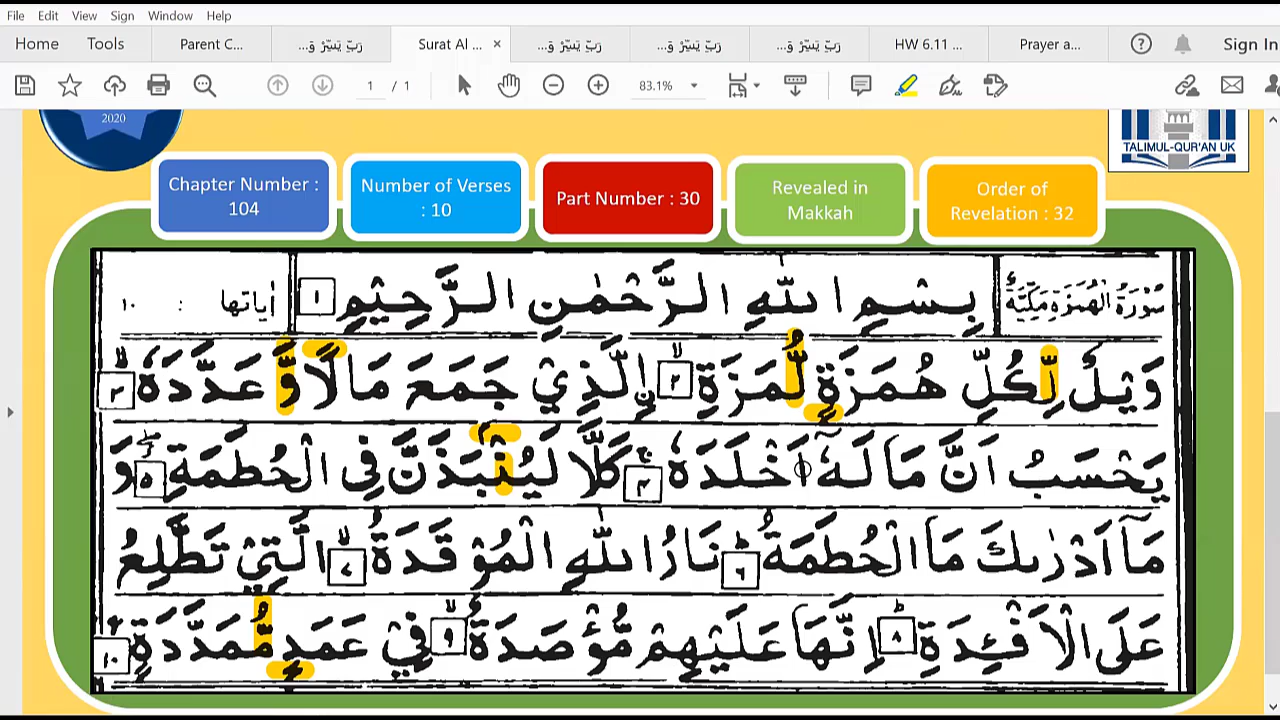 File Edit View Sign Window Help
Home Tools Parent C... رَبِّ يَسِّرْ وَ... Surat Al ... × رَبِّ يَسِّرْ وَ... رَبِّ يَسِّرْ وَ... رَبِّ يَسِّرْ وَ... HW 6.11 ... Prayer a... Sign In
1 / 1 83.1%
2020
TALIMUL-QUR'AN UK
Chapter Number : 104
Number of Verses : 10
Part Number : 30
Revealed in Makkah
Order of Revelation : 32
سُوْرَةُ الْهُمَزَةِ مَكِّيَّةٌ بِسْمِ اللّٰهِ الرَّحْمٰنِ الرَّحِيْمِ ١ اٰياتها : ١٠
وَيْلٌ لِّكُلِّ هُمَزَةٍ لُّمَزَةِ ٢ نِ الَّذِيْ جَمَعَ مَالًا وَّ عَدَّدَهٗ ٣
يَحْسَبُ اَنَّ مَا لَهٗٓ اَخْلَدَهٗ ٤ كَلَّا لَيُنْۢبَذَنَّ فِى الْحُطَمَةِ ٥ وَ
مَآ اَدْرٰىكَ مَا الْحُطَمَةُ ٦ نَارُ اللّٰهِ الْمُوْقَدَةُ ٧ الَّتِيْ تَطَّلِعُ
عَلَى الْاَفْـِٕدَةِ ٨ اِنَّهَا عَلَيْهِمْ مُّؤْصَدَةٌ ٩ فِيْ عَمَدٍ مُّمَدَّدَةٍ ١٠